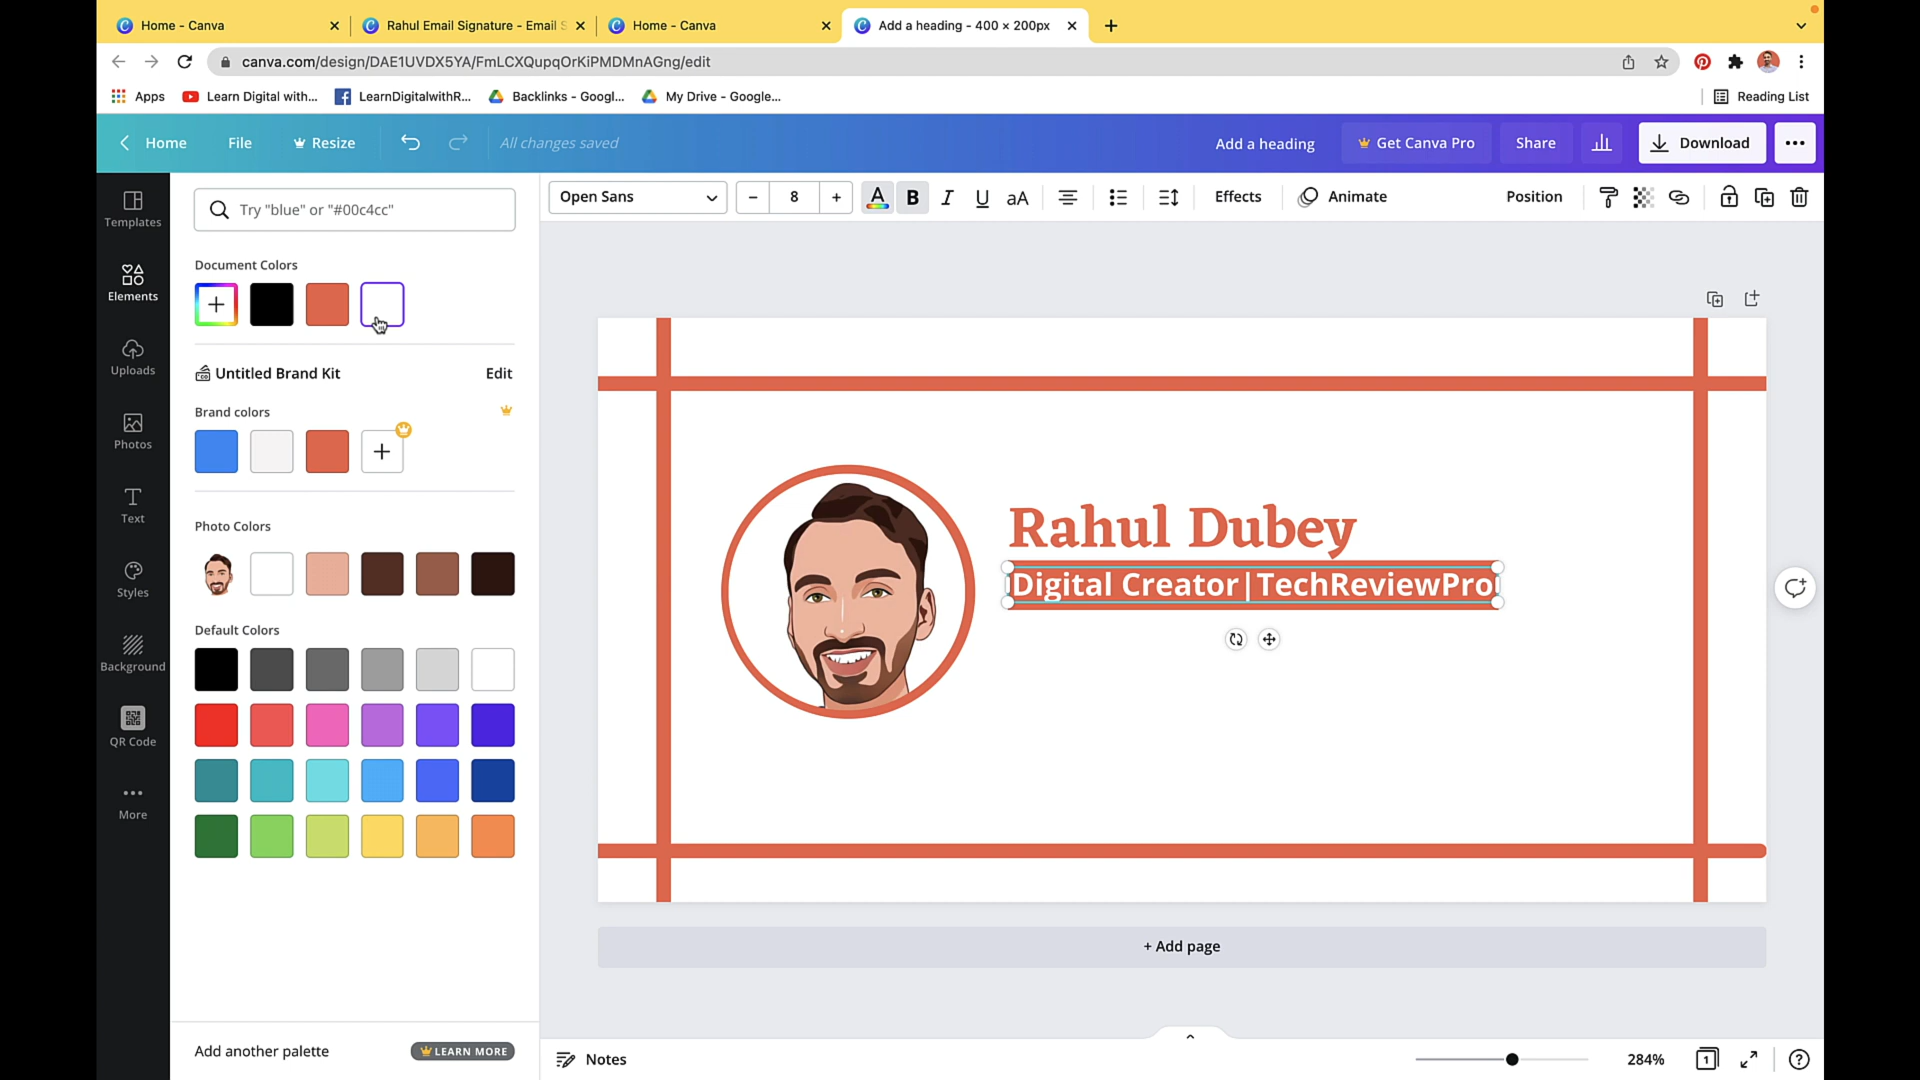 Home - Canva
Rahul Email Signature - Email S
Home - Canva
Add a heading - 400 × 200px
canva.com/design/DAE1UVDX5YA/FmLCXQupqOrKiPMDMnAGng/edit
Apps
Learn Digital with...
LearnDigitalwithR...
Backlinks - Googl...
My Drive - Google...
Reading List
Home
File
Resize
All changes saved
Add a heading
Get Canva Pro
Share
Download
Open Sans
8
A
B
I
U
aA
Effects
Animate
Position
Templates
Elements
Uploads
Photos
Text
Styles
Background
QR Code
More
Try "blue" or "#00c4cc"
Document Colors
Untitled Brand Kit
Edit
Brand colors
Photo Colors
Default Colors
Add another palette
LEARN MORE
Rahul Dubey
Digital Creator|TechReviewPro
+ Add page
Notes
284%
1